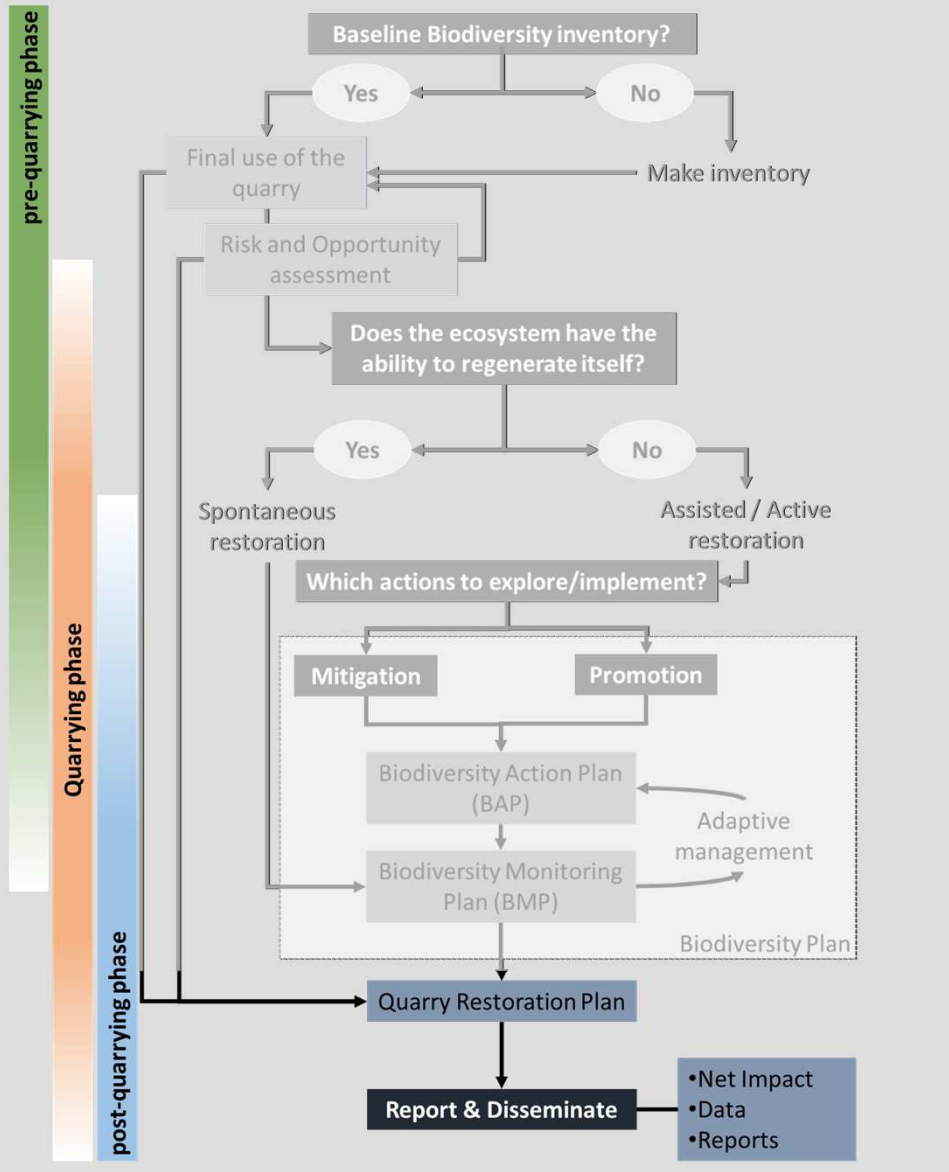 pre-quarrying phase
Quarrying phase
post-quarrying phase
Baseline Biodiversity inventory?
Yes
No
Final use of the
quarry
Make inventory
Risk and Opportunity
assessment
Does the ecosystem have the
ability to regenerate itself?
Yes
No
Spontaneous
restoration
Assisted / Active
restoration
Which actions to explore/implement?
Mitigation
Promotion
Biodiversity Action Plan
(BAP)
Adaptive
management
Biodiversity Monitoring
Plan (BMP)
Biodiversity Plan
Quarry Restoration Plan
Report & Disseminate
•Net Impact
•Data
•Reports